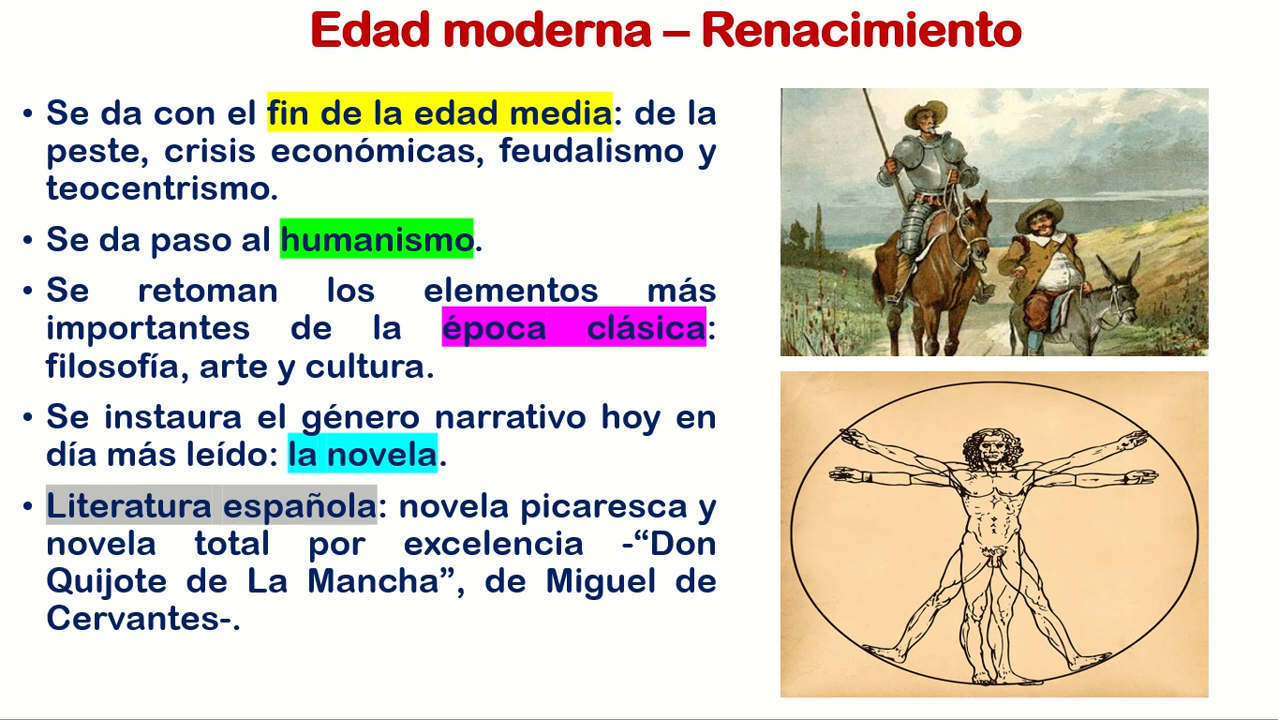 Edad moderna – Renacimiento
• Se da con el fin de la edad media: de la
peste, crisis económicas, feudalismo y
teocentrismo.
• Se da paso al humanismo.
• Se retoman los elementos más
importantes de la época clásica:
filosofía, arte y cultura.
• Se instaura el género narrativo hoy en
día más leído: la novela.
• Literatura española: novela picaresca y
novela total por excelencia -“Don
Quijote de La Mancha”, de Miguel de
Cervantes-.